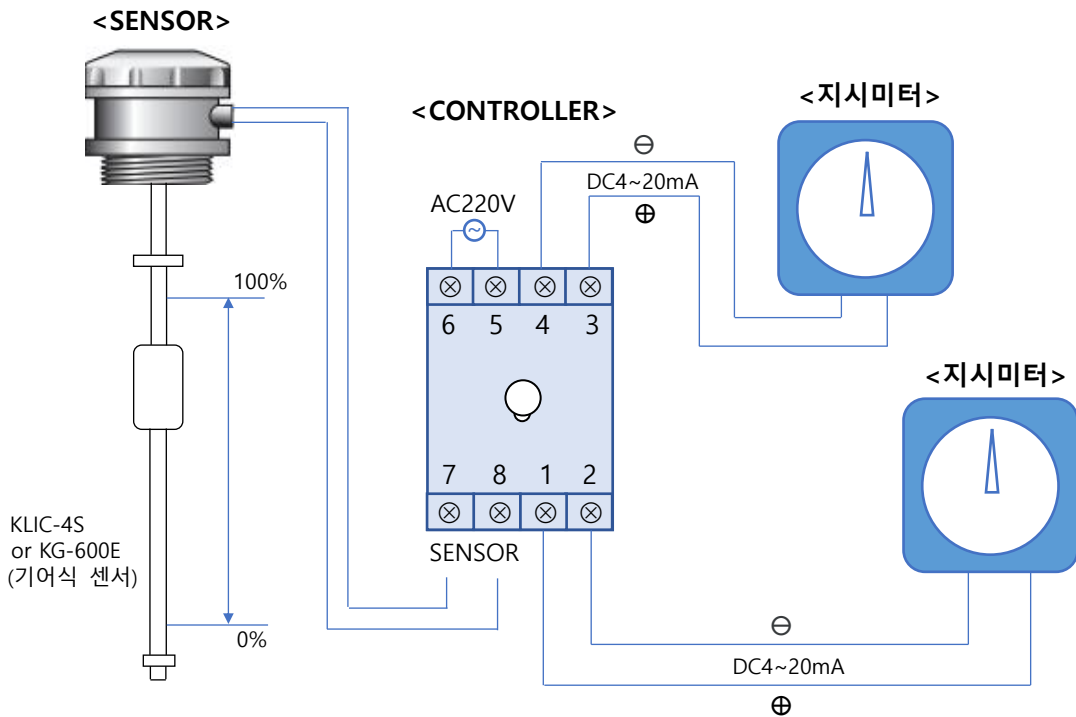 <SENSOR>
100%
0%
KLIC-4S
or KG-600E
(기어식 센서)
<CONTROLLER>
AC220V
~
6 5 4 3
7 8 1 2
SENSOR
⊖
DC4~20mA
⊕
<지시미터>
<지시미터>
⊖
DC4~20mA
⊕